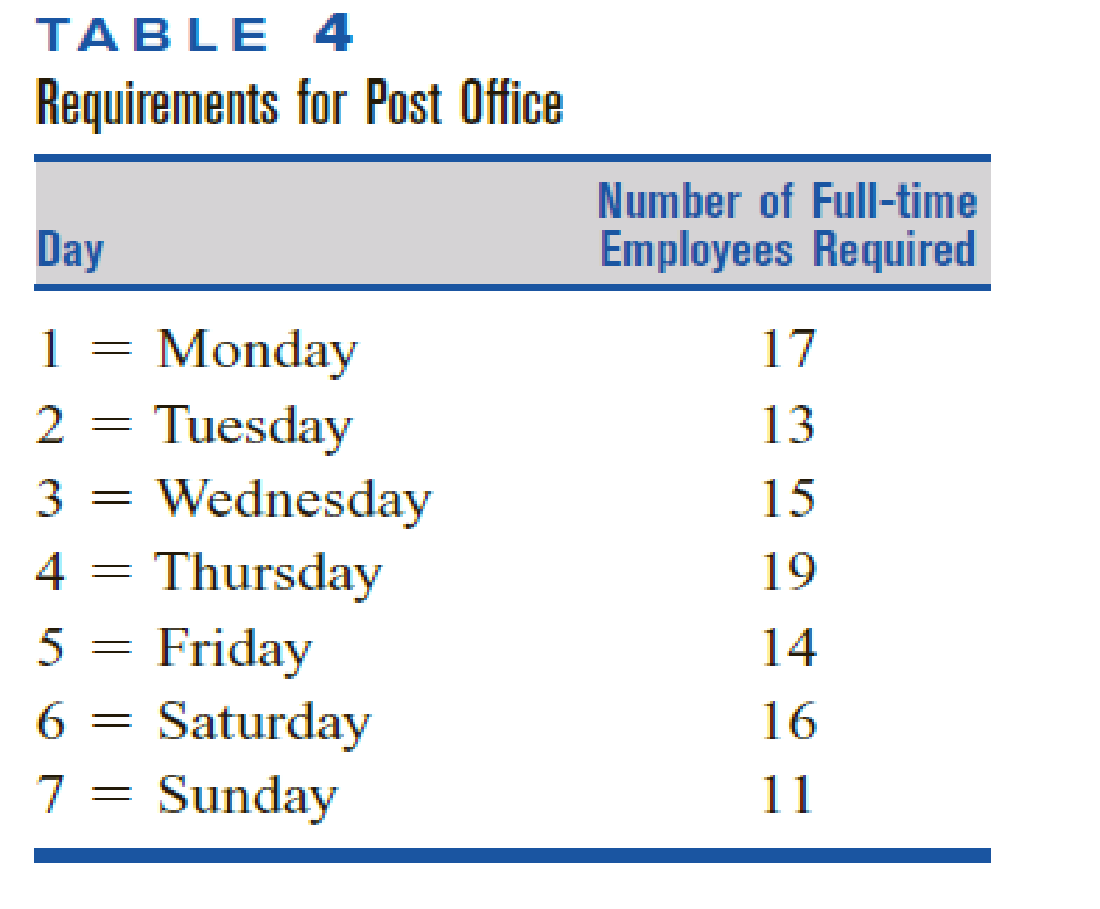 TABLE 4
Requirements for Post Office
Number of Full-time
Day Employees Required
1 = Monday 17
2 = Tuesday 13
3 = Wednesday 15
4 = Thursday 19
5 = Friday 14
6 = Saturday 16
7 = Sunday 11